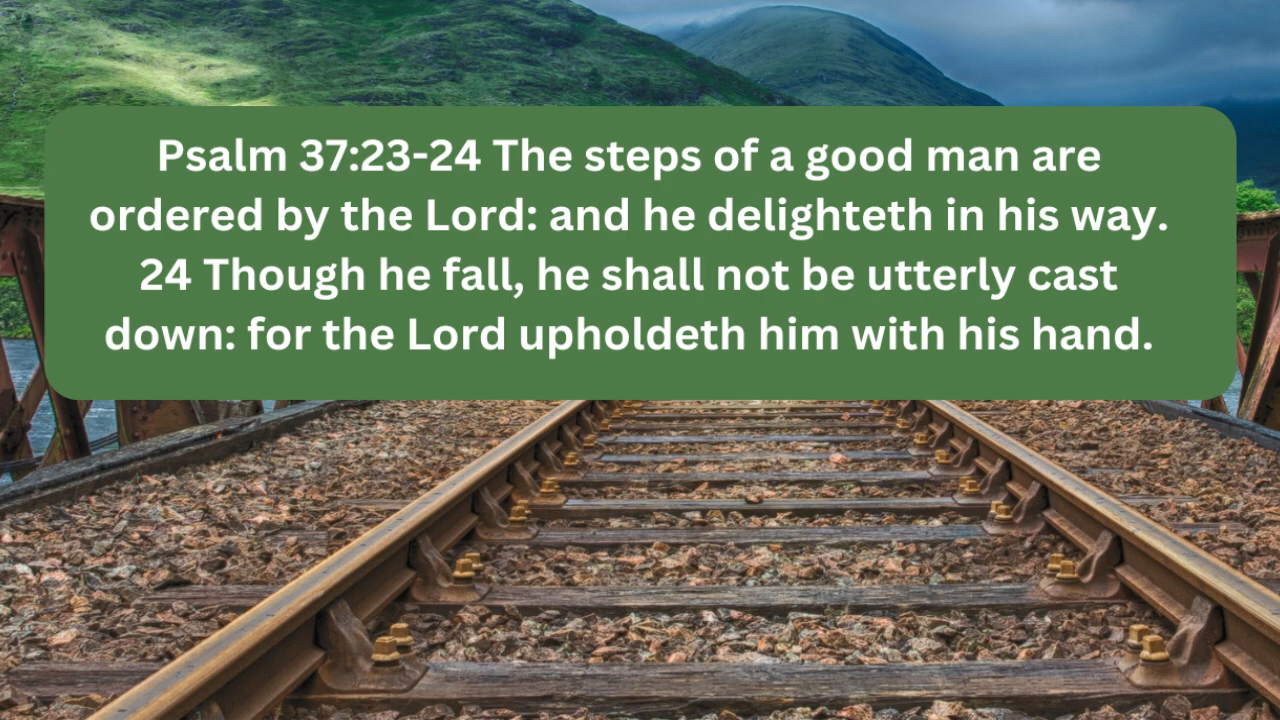 Psalm 37:23-24 The steps of a good man are
ordered by the Lord: and he delighteth in his way.
24 Though he fall, he shall not be utterly cast
down: for the Lord upholdeth him with his hand.